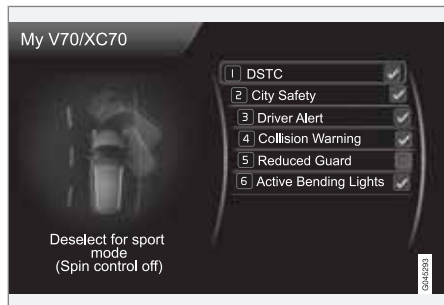 My V70/XC70
1 DSTC
2 City Safety
3 Driver Alert
4 Collision Warning
5 Reduced Guard
6 Active Bending Lights
Deselect for sport
mode
(Spin control off)
G045293